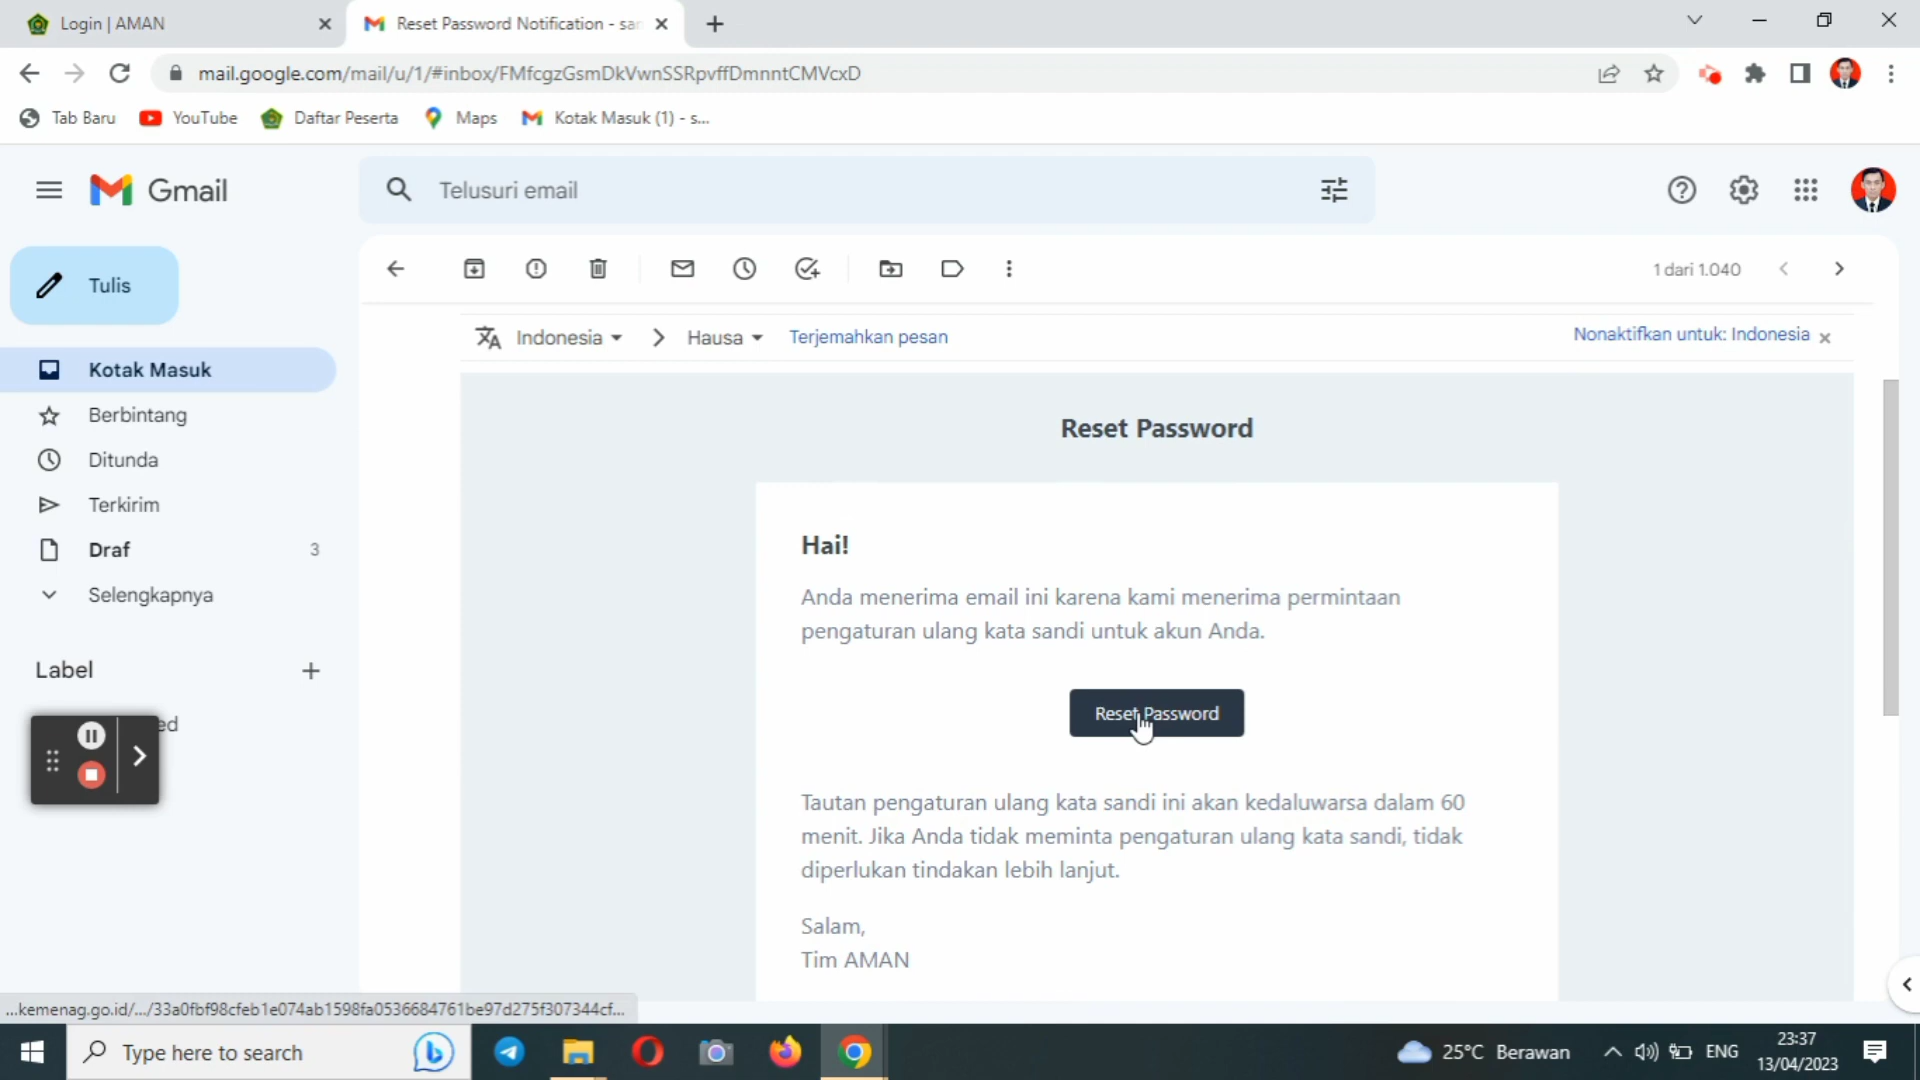 Login | AMAN
Reset Password Notification - sar
mail.google.com/mail/u/1/#inbox/FMfcgzGsmDkVwnSSRpvffDmnntCMVcxD
Tab Baru
YouTube
Daftar Peserta
Maps
Kotak Masuk (1) - s...
Gmail
Telusuri email
Tulis
1 dari 1.040
Indonesia
Hausa
Terjemahkan pesan
Nonaktifkan untuk: Indonesia
Kotak Masuk
Berbintang
Ditunda
Terkirim
Draf 3
Selengkapnya
Label
ed
Reset Password
Hai!
Anda menerima email ini karena kami menerima permintaan
pengaturan ulang kata sandi untuk akun Anda.
Reset Password
Tautan pengaturan ulang kata sandi ini akan kedaluwarsa dalam 60
menit. Jika Anda tidak meminta pengaturan ulang kata sandi, tidak
diperlukan tindakan lebih lanjut.
Salam,
Tim AMAN
...kemenag.go.id/.../33a0fbf98cfeb1e074ab1598fa0536684761be97d275f307344cf...
Type here to search
25°C Berawan
ENG
23:37
13/04/2023